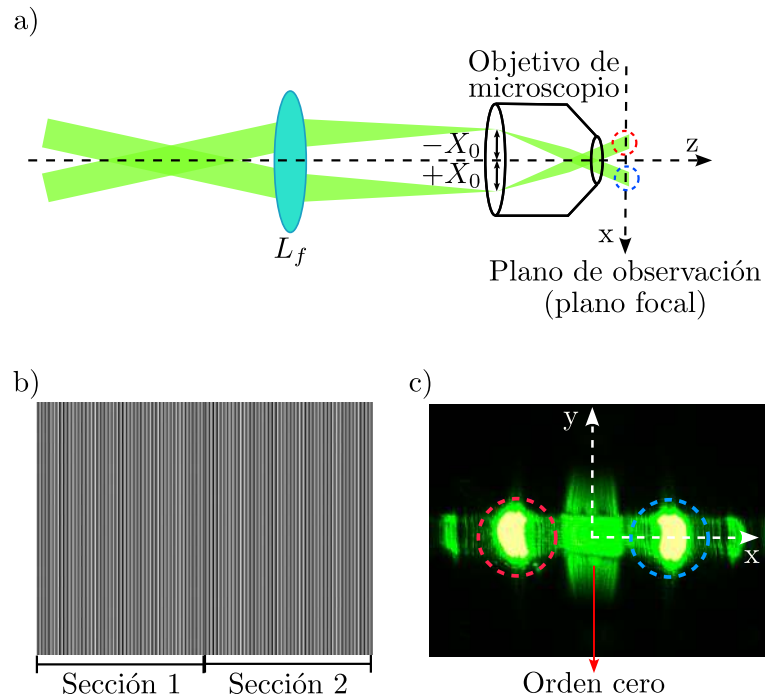 a)
Objetivo de
microscopio
−X₀
+X₀
z
x
L_f
Plano de observación
(plano focal)
b)
Sección 1
Sección 2
c)
y
x
Orden cero